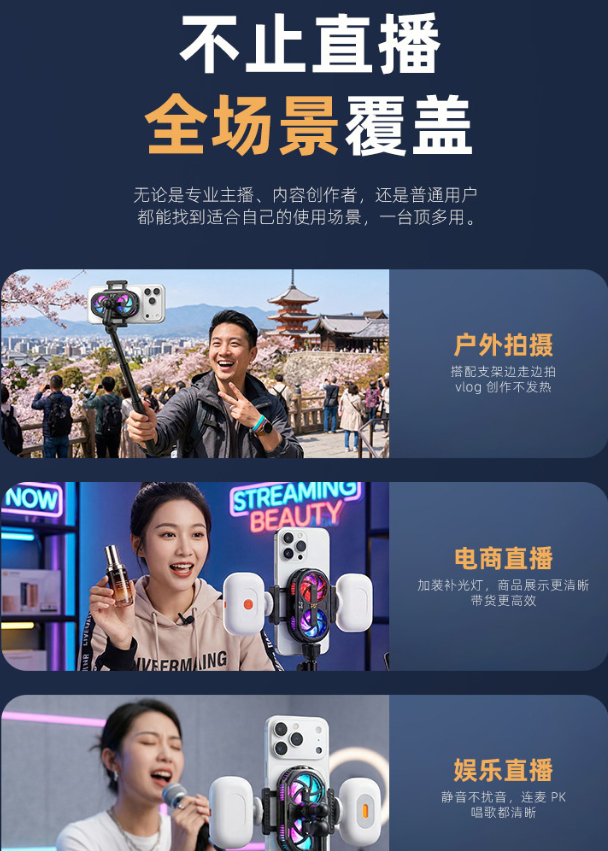 不止直播
全场景覆盖
无论是专业主播、内容创作者，还是普通用户
都能找到适合自己的使用场景，一台顶多用。
户外拍摄
搭配支架边走边拍
vlog 创作不发热
NOW
STREAMING
BEAUTY
电商直播
加装补光灯，商品展示更清晰
带货更高效
娱乐直播
静音不扰音，连麦 PK
唱歌都清晰